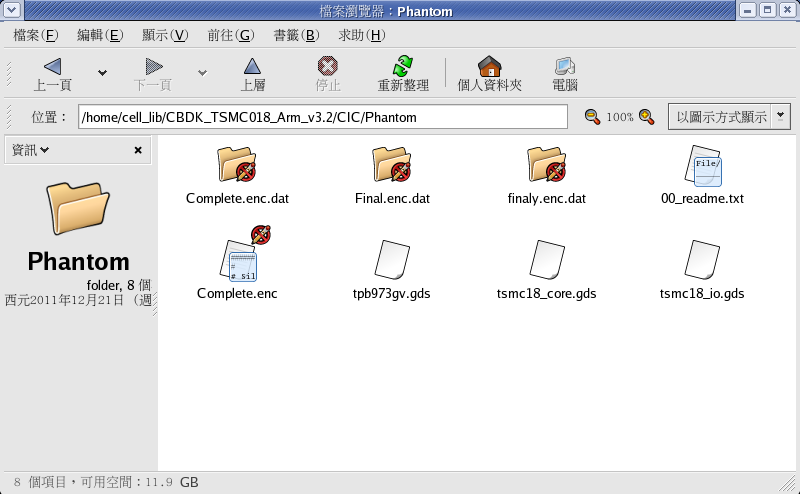 檔案瀏覽器：Phantom
檔案(F) 編輯(E) 顯示(V) 前往(G) 書籤(B) 求助(H)
上一頁 下一頁 上層 停止 重新整理 個人資料夾 電腦
位置： /home/cell_lib/CBDK_TSMC018_Arm_v3.2/CIC/Phantom 100% 以圖示方式顯示
資訊
Phantom
folder, 8 個
西元2011年12月21日 (週
Complete.enc.dat Final.enc.dat finaly.enc.dat 00_readme.txt
File/
Complete.enc tpb973gv.gds tsmc18_core.gds tsmc18_io.gds
#######
#
# Sil
8 個項目，可用空間：11.9 GB